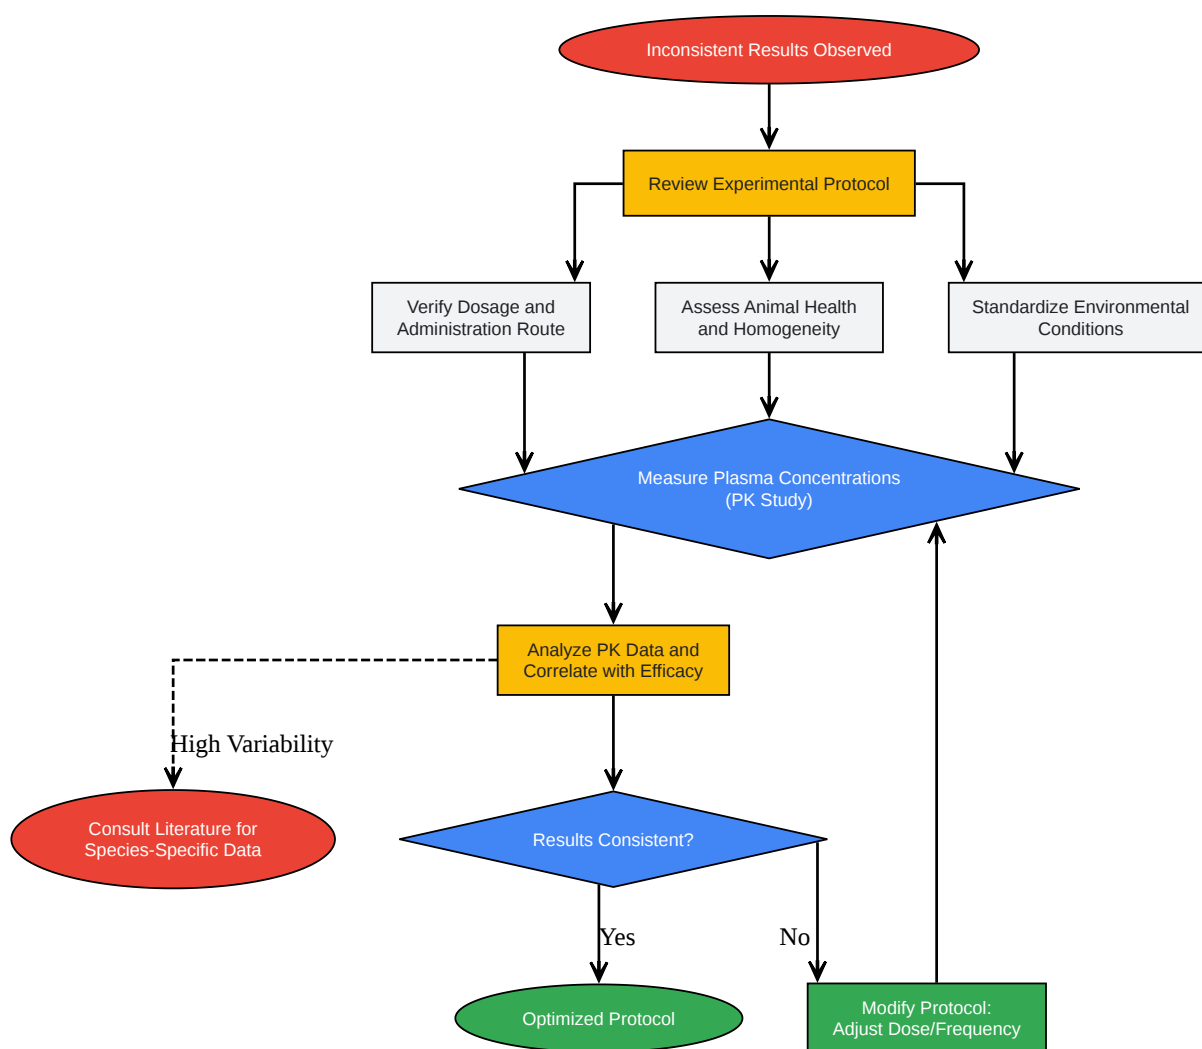 Inconsistent Results Observed
Review Experimental Protocol
Verify Dosage and
Administration Route
Assess Animal Health
and Homogeneity
Standardize Environmental
Conditions
Measure Plasma Concentrations
(PK Study)
Analyze PK Data and
Correlate with Efficacy
High Variability
Consult Literature for
Species-Specific Data
Results Consistent?
Yes
No
Optimized Protocol
Modify Protocol:
Adjust Dose/Frequency